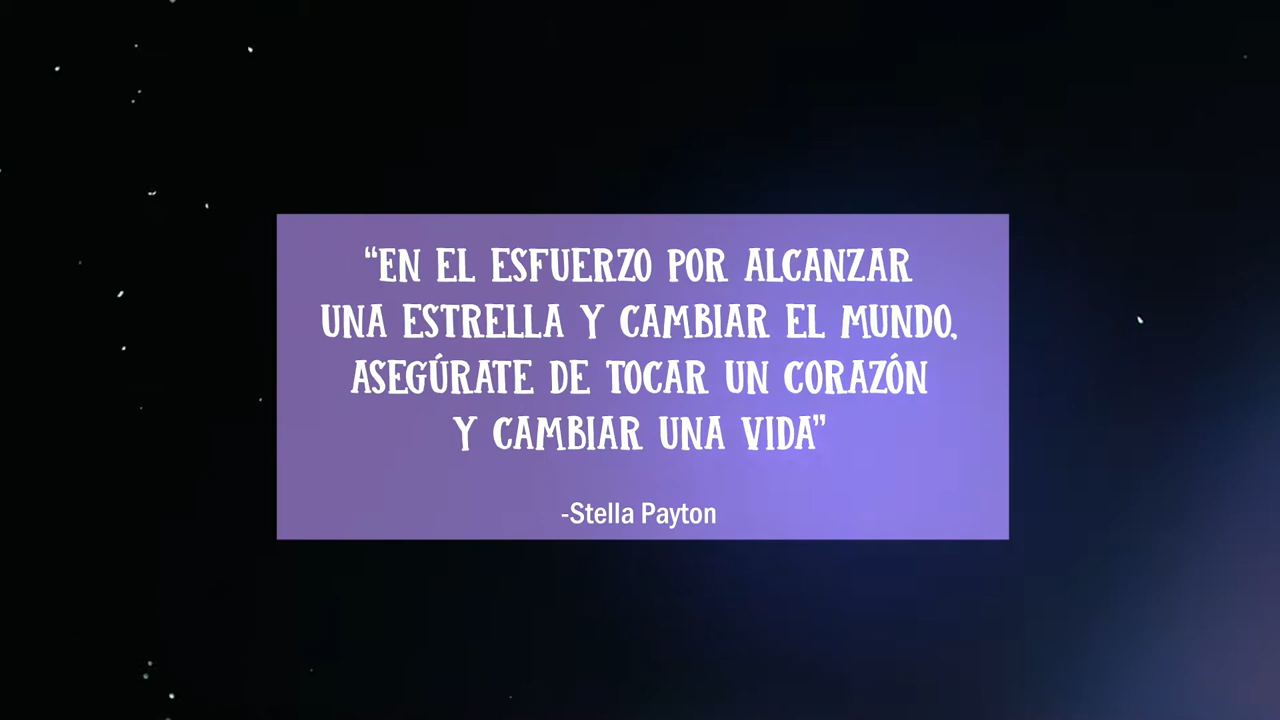 “EN EL ESFUERZO POR ALCANZAR
UNA ESTRELLA Y CAMBIAR EL MUNDO,
ASEGÚRATE DE TOCAR UN CORAZÓN
Y CAMBIAR UNA VIDA”
-Stella Payton